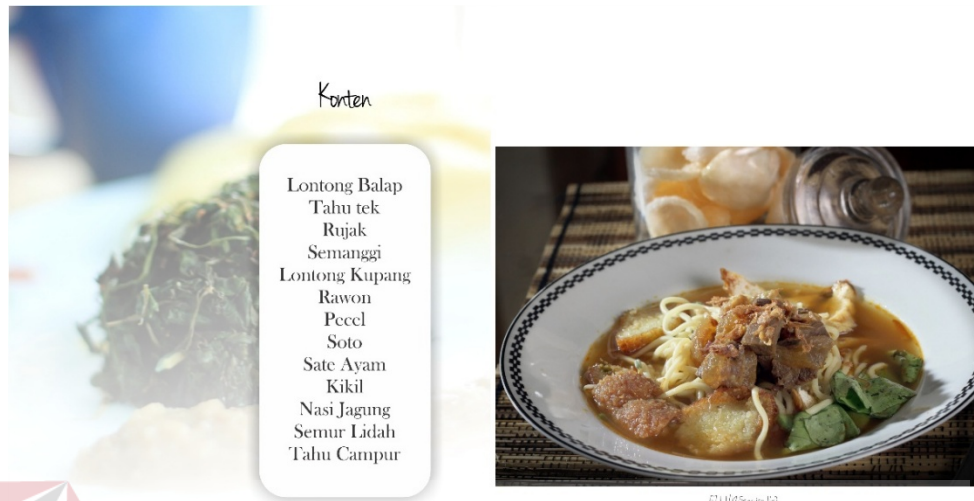 Konten
Lontong Balap
Tahu tek
Rujak
Semanggi
Lontong Kupang
Rawon
Pecel
Soto
Sate Ayam
Kikil
Nasi Jagung
Semur Lidah
Tahu Campur